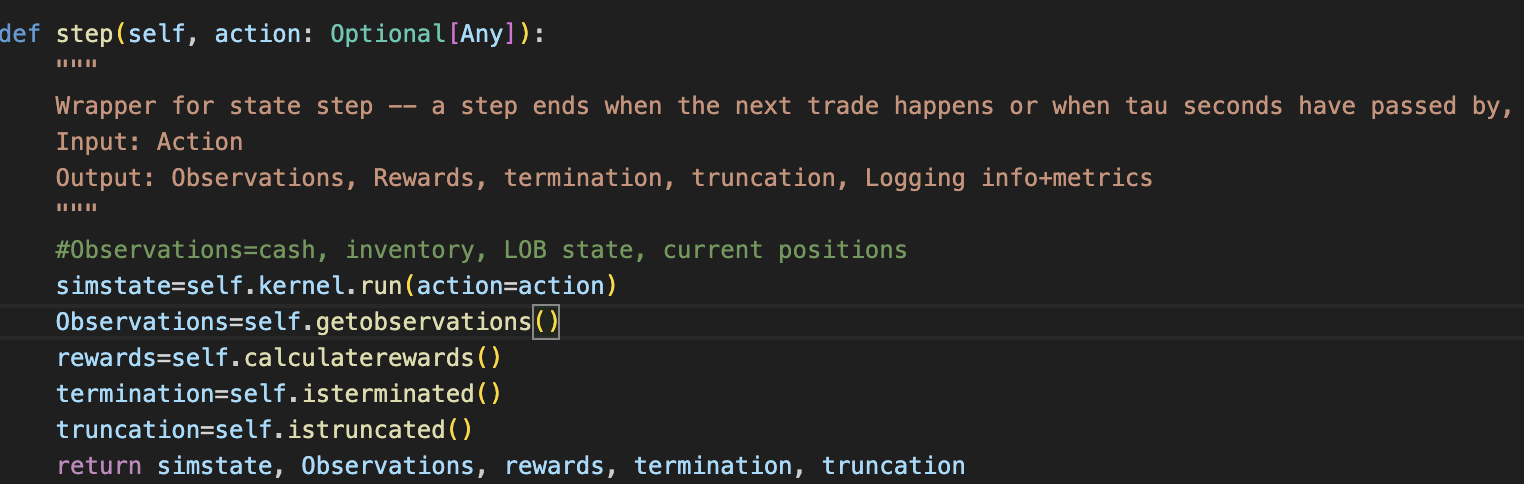 def step(self, action: Optional[Any]):
"""
Wrapper for state step -- a step ends when the next trade happens or when tau seconds have passed by,
Input: Action
Output: Observations, Rewards, termination, truncation, Logging info+metrics
"""
#Observations=cash, inventory, LOB state, current positions
simstate=self.kernel.run(action=action)
Observations=self.getobservations()
rewards=self.calculaterewards()
termination=self.isterminated()
truncation=self.istruncated()
return simstate, Observations, rewards, termination, truncation